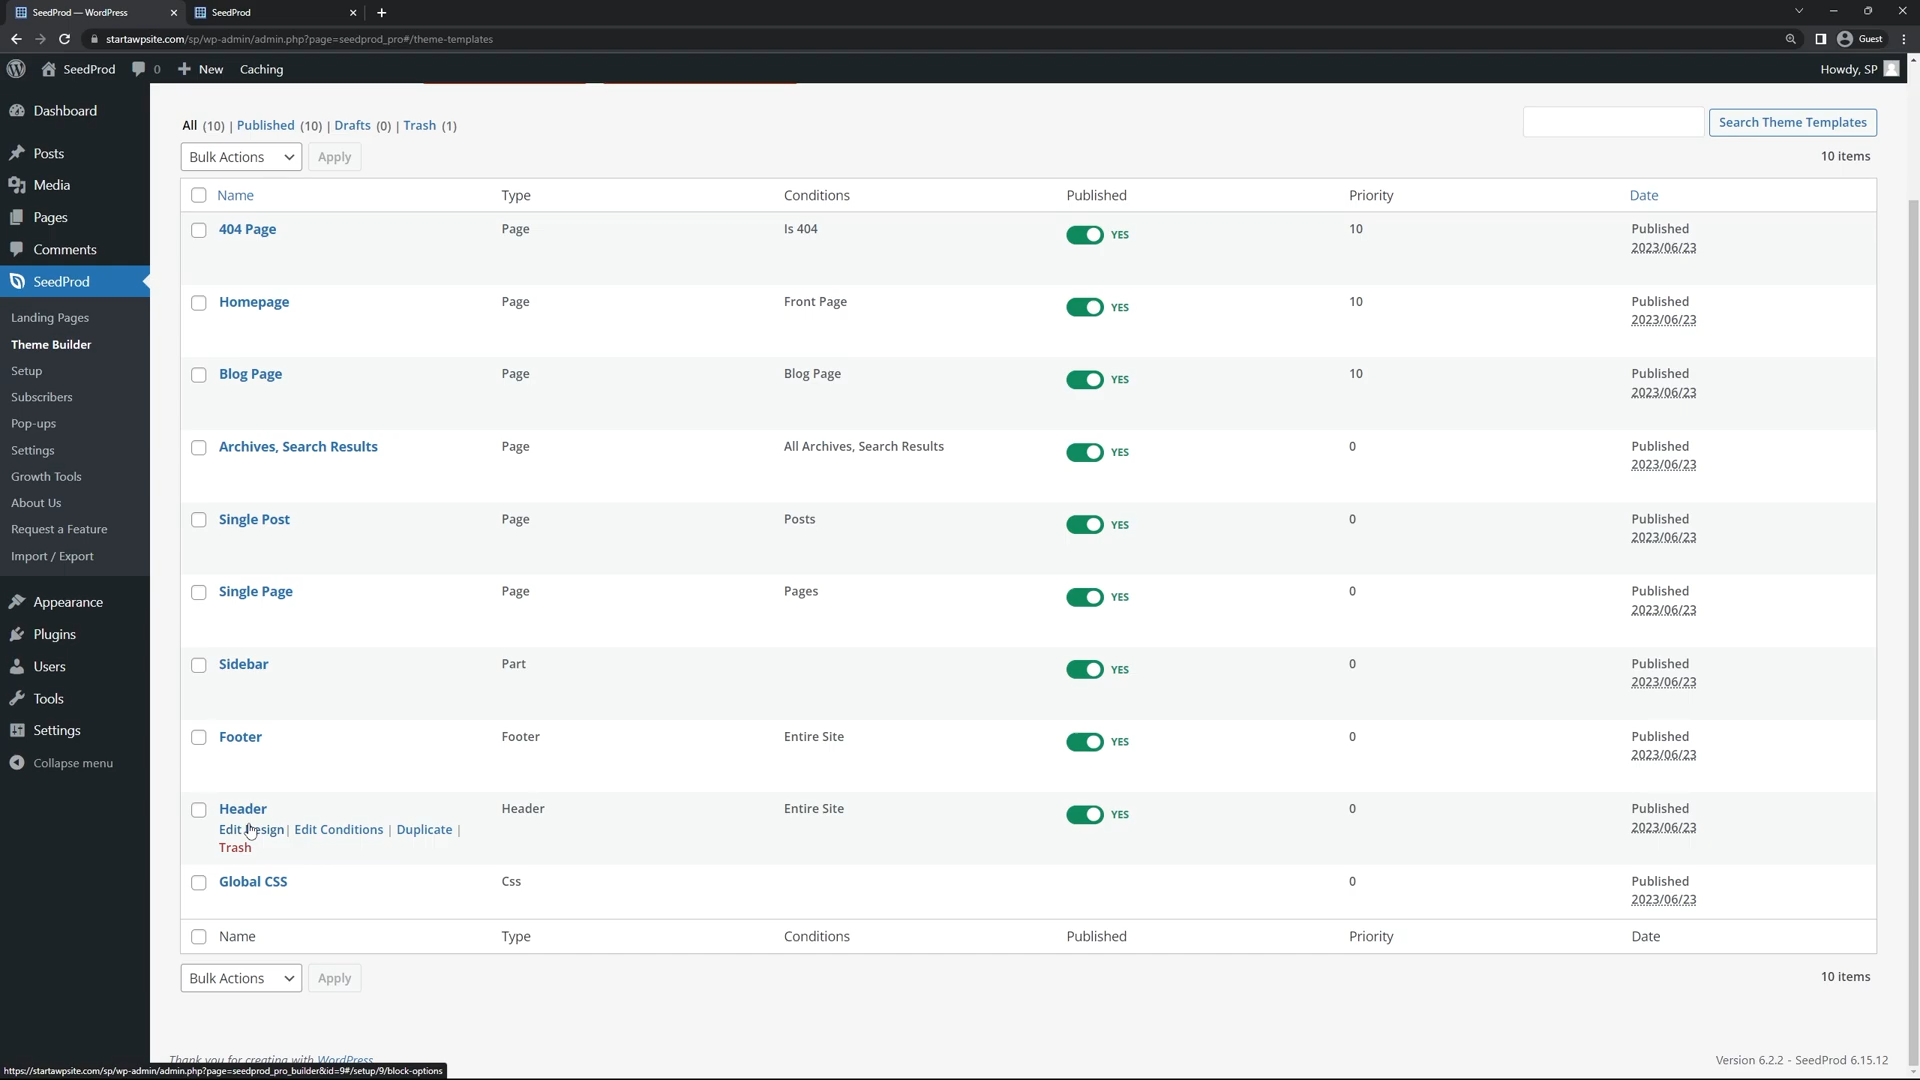 SeedProd — WordPress
SeedProd
startawpsite.com/sp/wp-admin/admin.php?page=seedprod_pro#/theme-templates
Guest
SeedProd 0 New Caching Howdy, SP
Dashboard
Posts
Media
Pages
Comments
SeedProd
Landing Pages
Theme Builder
Setup
Subscribers
Pop-ups
Settings
Growth Tools
About Us
Request a Feature
Import / Export
Appearance
Plugins
Users
Tools
Settings
Collapse menu
All (10) | Published (10) | Drafts (0) | Trash (1)
Search Theme Templates
Bulk Actions Apply
10 items
Name Type Conditions Published Priority Date
404 Page Page Is 404 YES 10 Published
2023/06/23
Homepage Page Front Page YES 10 Published
2023/06/23
Blog Page Page Blog Page YES 10 Published
2023/06/23
Archives, Search Results Page All Archives, Search Results YES 0 Published
2023/06/23
Single Post Page Posts YES 0 Published
2023/06/23
Single Page Page Pages YES 0 Published
2023/06/23
Sidebar Part YES 0 Published
2023/06/23
Footer Footer Entire Site YES 0 Published
2023/06/23
Header Header Entire Site YES 0 Published
2023/06/23
Edit Design | Edit Conditions | Duplicate |
Trash
Global CSS Css 0 Published
2023/06/23
Name Type Conditions Published Priority Date
Bulk Actions Apply
10 items
Thank you for creating with WordPress
Version 6.2.2 - SeedProd 6.15.12
https://startawpsite.com/sp/wp-admin/admin.php?page=seedprod_pro_builder&id=9#/setup/9/block-options